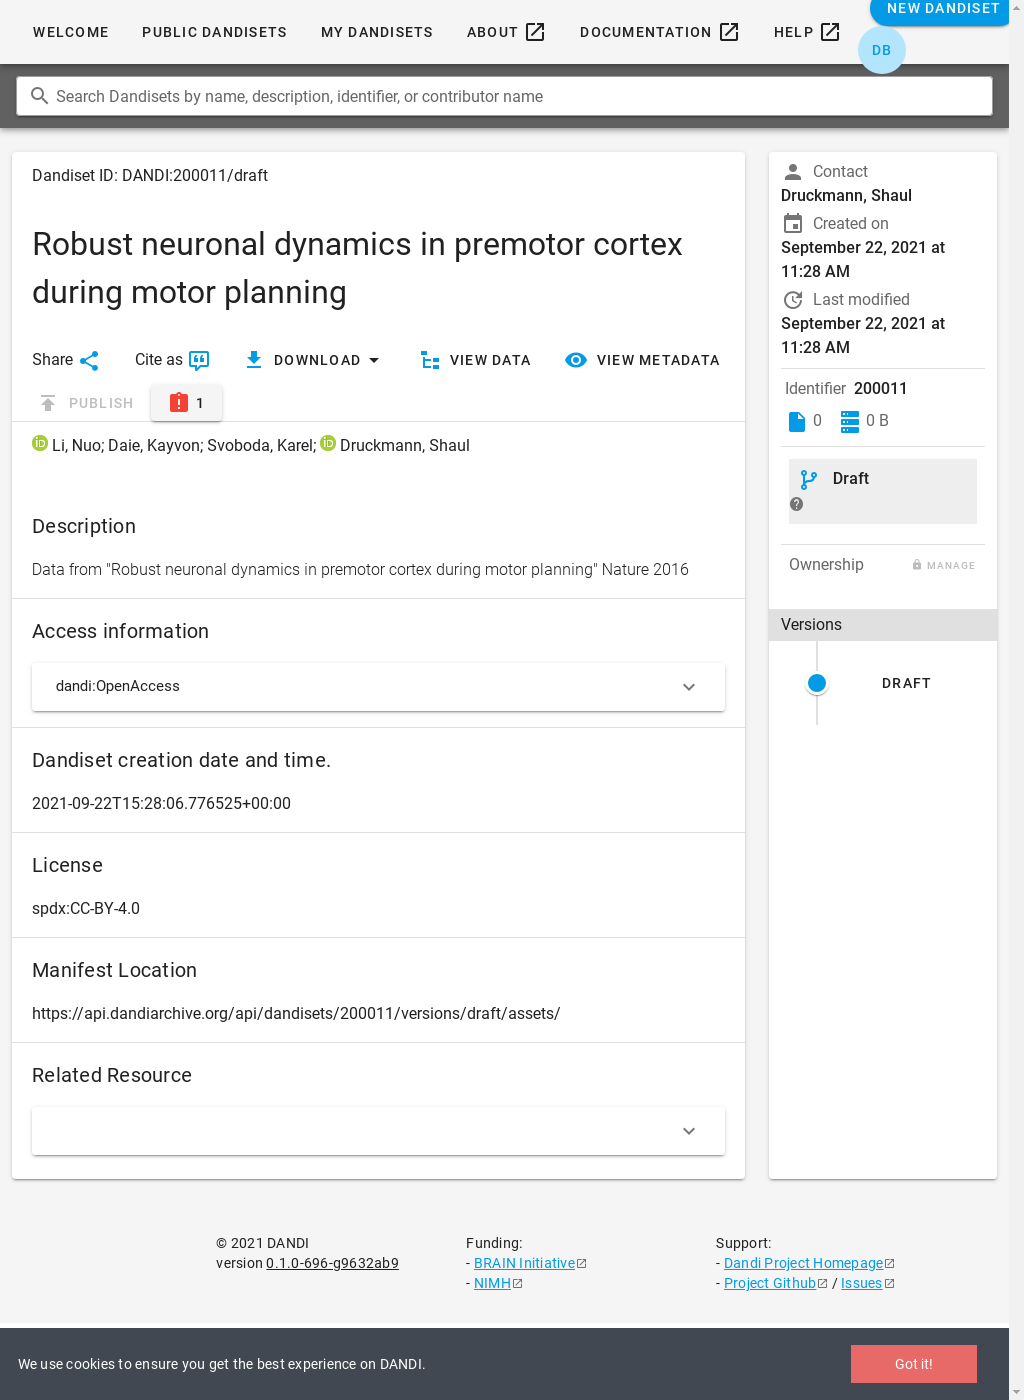 WELCOME PUBLIC DANDISETS MY DANDISETS ABOUT DOCUMENTATION HELP NEW DANDISET
DB
Search Dandisets by name, description, identifier, or contributor name
Dandiset ID: DANDI:200011/draft
Robust neuronal dynamics in premotor cortex
during motor planning
Share Cite as DOWNLOAD VIEW DATA VIEW METADATA
PUBLISH 1
iD Li, Nuo; Daie, Kayvon; Svoboda, Karel; iD Druckmann, Shaul
Description
Data from "Robust neuronal dynamics in premotor cortex during motor planning" Nature 2016
Access information
dandi:OpenAccess
Dandiset creation date and time.
2021-09-22T15:28:06.776525+00:00
License
spdx:CC-BY-4.0
Manifest Location
https://api.dandiarchive.org/api/dandisets/200011/versions/draft/assets/
Related Resource
Contact
Druckmann, Shaul
Created on
September 22, 2021 at
11:28 AM
Last modified
September 22, 2021 at
11:28 AM
Identifier 200011
0 0 B
Draft
?
Ownership MANAGE
Versions
DRAFT
© 2021 DANDI
version 0.1.0-696-g9632ab9
Funding:
- BRAIN Initiative
- NIMH
Support:
- Dandi Project Homepage
- Project Github / Issues
We use cookies to ensure you get the best experience on DANDI. Got it!